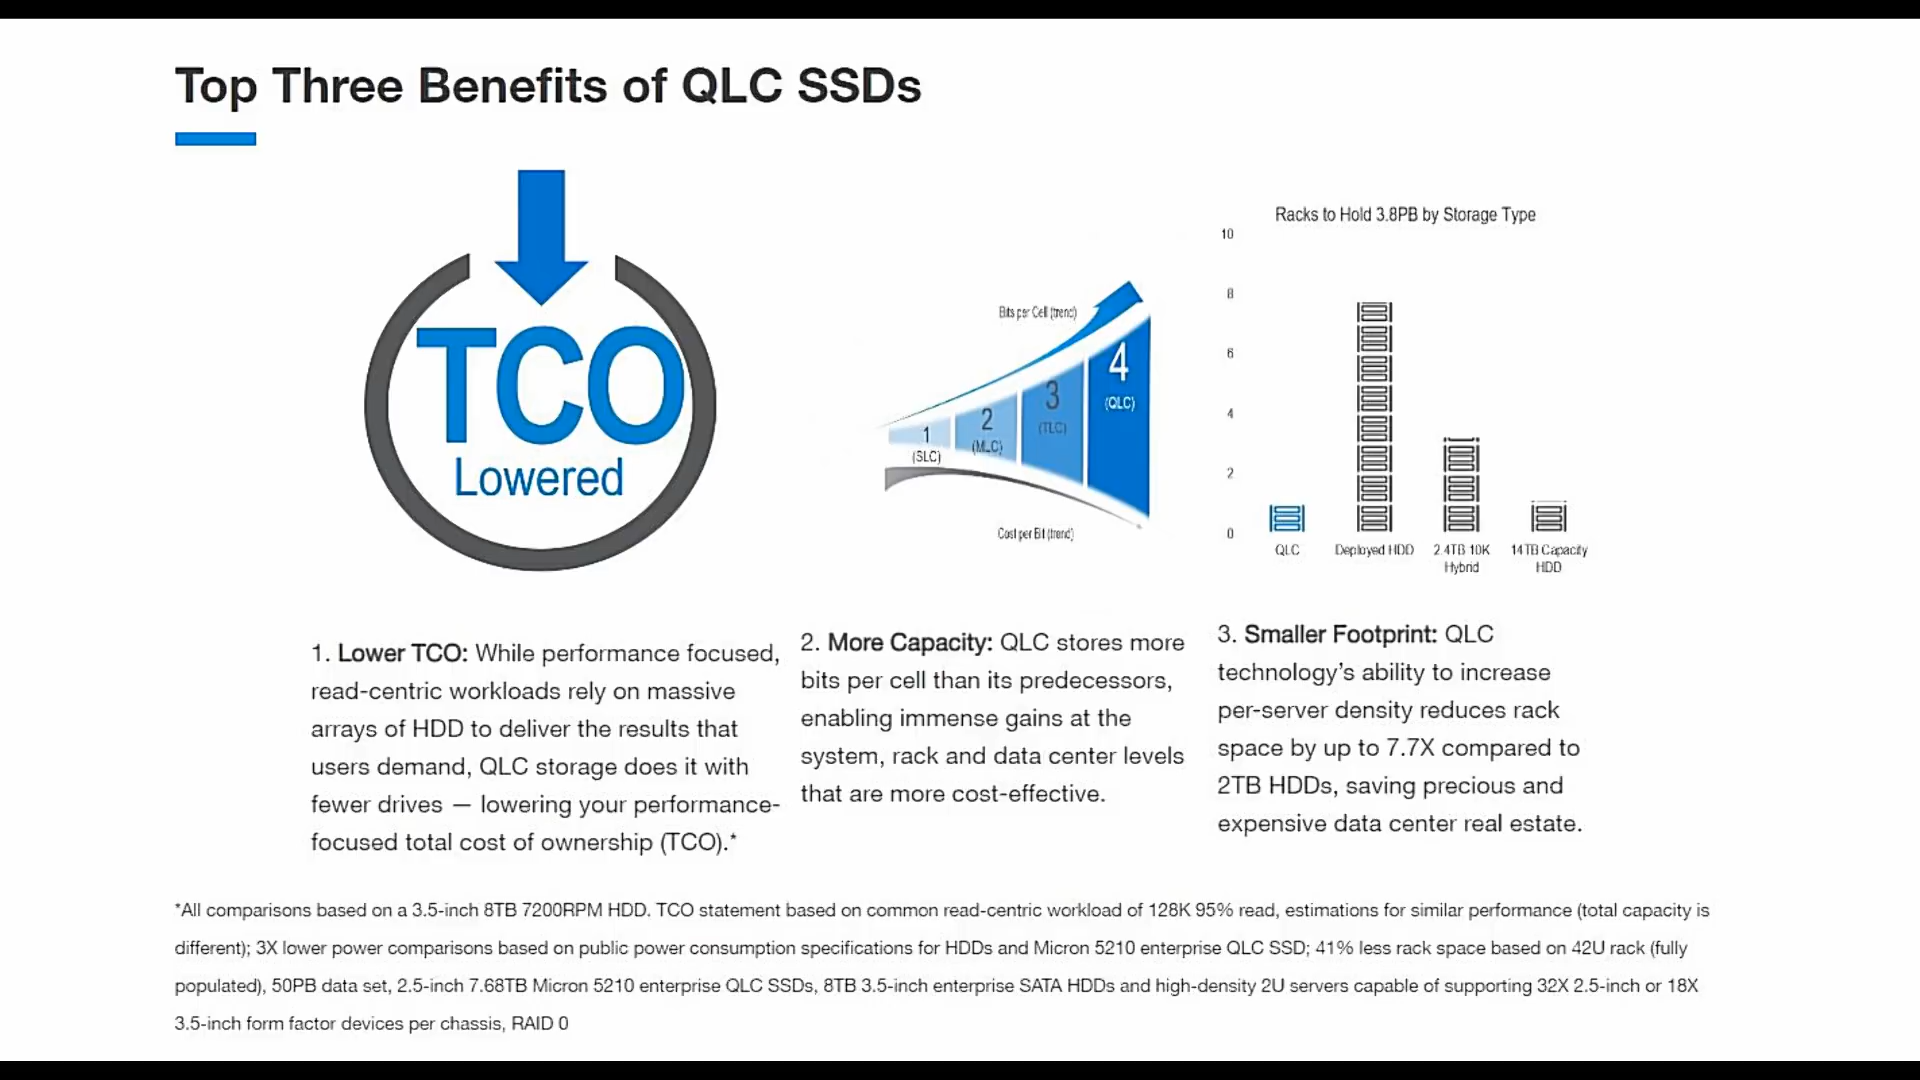 Top Three Benefits of QLC SSDs
TCO
Lowered
Bits per Cell (trend)
1
(SLC)
2
(MLC)
3
(TLC)
4
(QLC)
Cost per Bit (trend)
Racks to Hold 3.8PB by Storage Type
10
8
6
4
2
0
QLC
Deployed HDD
2.4TB 10K
Hybrid
14TB Capacity
HDD
1. Lower TCO: While performance focused,
read-centric workloads rely on massive
arrays of HDD to deliver the results that
users demand, QLC storage does it with
fewer drives — lowering your performance-
focused total cost of ownership (TCO).*
2. More Capacity: QLC stores more
bits per cell than its predecessors,
enabling immense gains at the
system, rack and data center levels
that are more cost-effective.
3. Smaller Footprint: QLC
technology’s ability to increase
per-server density reduces rack
space by up to 7.7X compared to
2TB HDDs, saving precious and
expensive data center real estate.
*All comparisons based on a 3.5-inch 8TB 7200RPM HDD. TCO statement based on common read-centric workload of 128K 95% read, estimations for similar performance (total capacity is
different); 3X lower power comparisons based on public power consumption specifications for HDDs and Micron 5210 enterprise QLC SSD; 41% less rack space based on 42U rack (fully
populated), 50PB data set, 2.5-inch 7.68TB Micron 5210 enterprise QLC SSDs, 8TB 3.5-inch enterprise SATA HDDs and high-density 2U servers capable of supporting 32X 2.5-inch or 18X
3.5-inch form factor devices per chassis, RAID 0